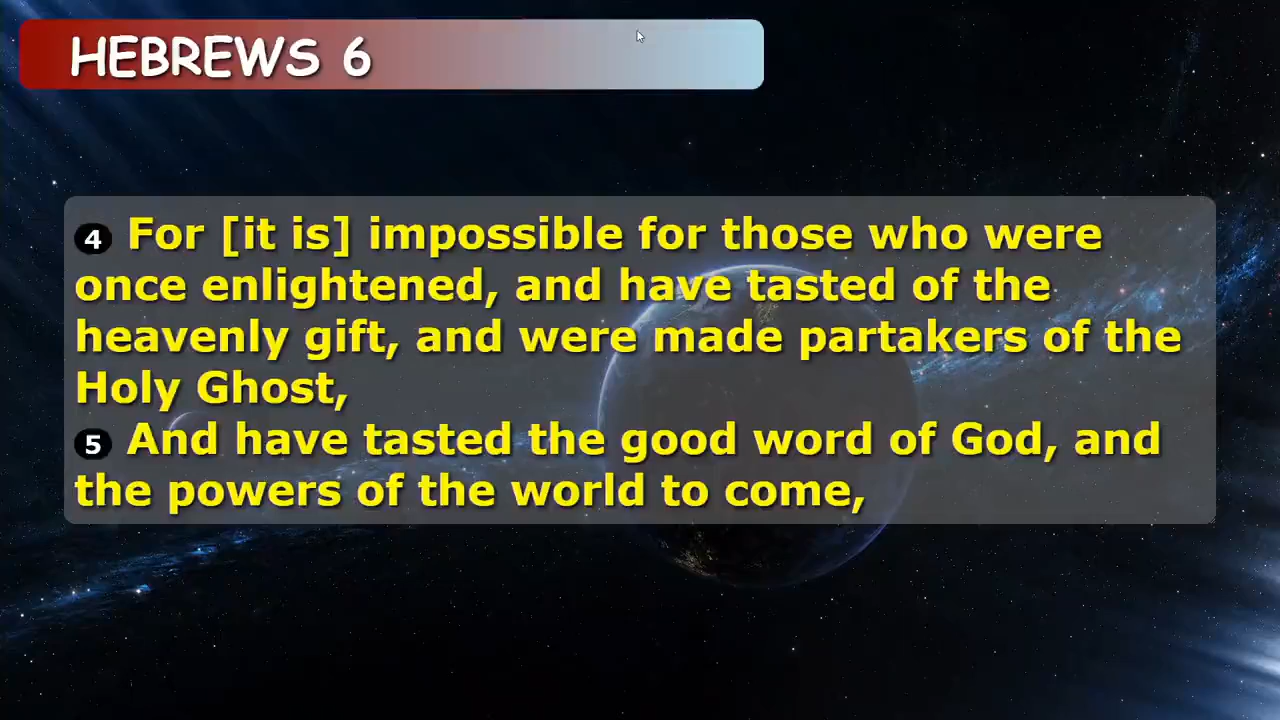 HEBREWS 6
4 For [it is] impossible for those who were
once enlightened, and have tasted of the
heavenly gift, and were made partakers of the
Holy Ghost,
5 And have tasted the good word of God, and
the powers of the world to come,